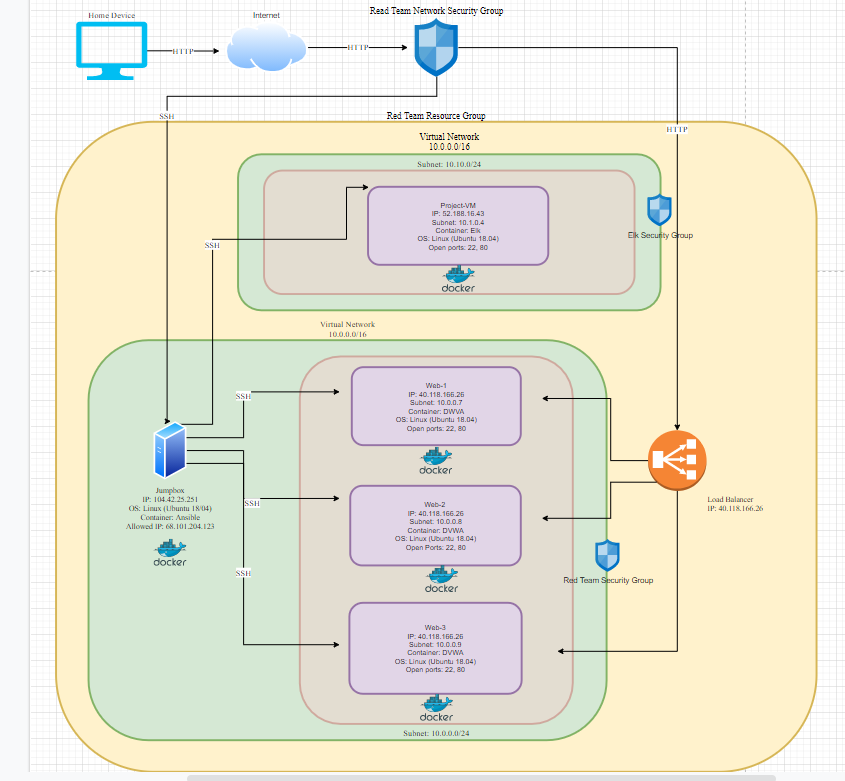 Home Device
Internet
Read Team Network Security Group
HTTP
HTTP
SSH
Red Team Resource Group
HTTP
Virtual Network
10.0.0.0/16
Subnet: 10.10.0/24
Project-VM
IP: 52.188.16.43
Subnet: 10.1.0.4
Container: Elk
OS: Linux (Ubuntu 18.04)
Open ports: 22, 80
docker
Elk Security Group
SSH
Virtual Network
10.0.0.0/16
SSH
Web-1
IP: 40.118.166.26
Subnet: 10.0.0.7
Container: DWVA
OS: Linux (Ubuntu 18.04)
Open ports: 22, 80
docker
Jumpbox
IP: 104.42.25.251
OS: Linux (Ubuntu 18/04)
Container: Ansible
Allowed IP: 68.101.204.123
docker
SSH
Web-2
IP: 40.118.166.26
Subnet: 10.0.0.8
Container: DVWA
OS: Linux (Ubuntu 18.04)
Open Ports: 22, 80
docker
Load Balancer
IP: 40.118.166.26
Red Team Security Group
SSH
Web-3
IP: 40.118.166.26
Subnet: 10.0.0.9
Container: DVWA
OS: Linux (Ubuntu 18.04)
Open ports: 22, 80
docker
Subnet: 10.0.0.0/24